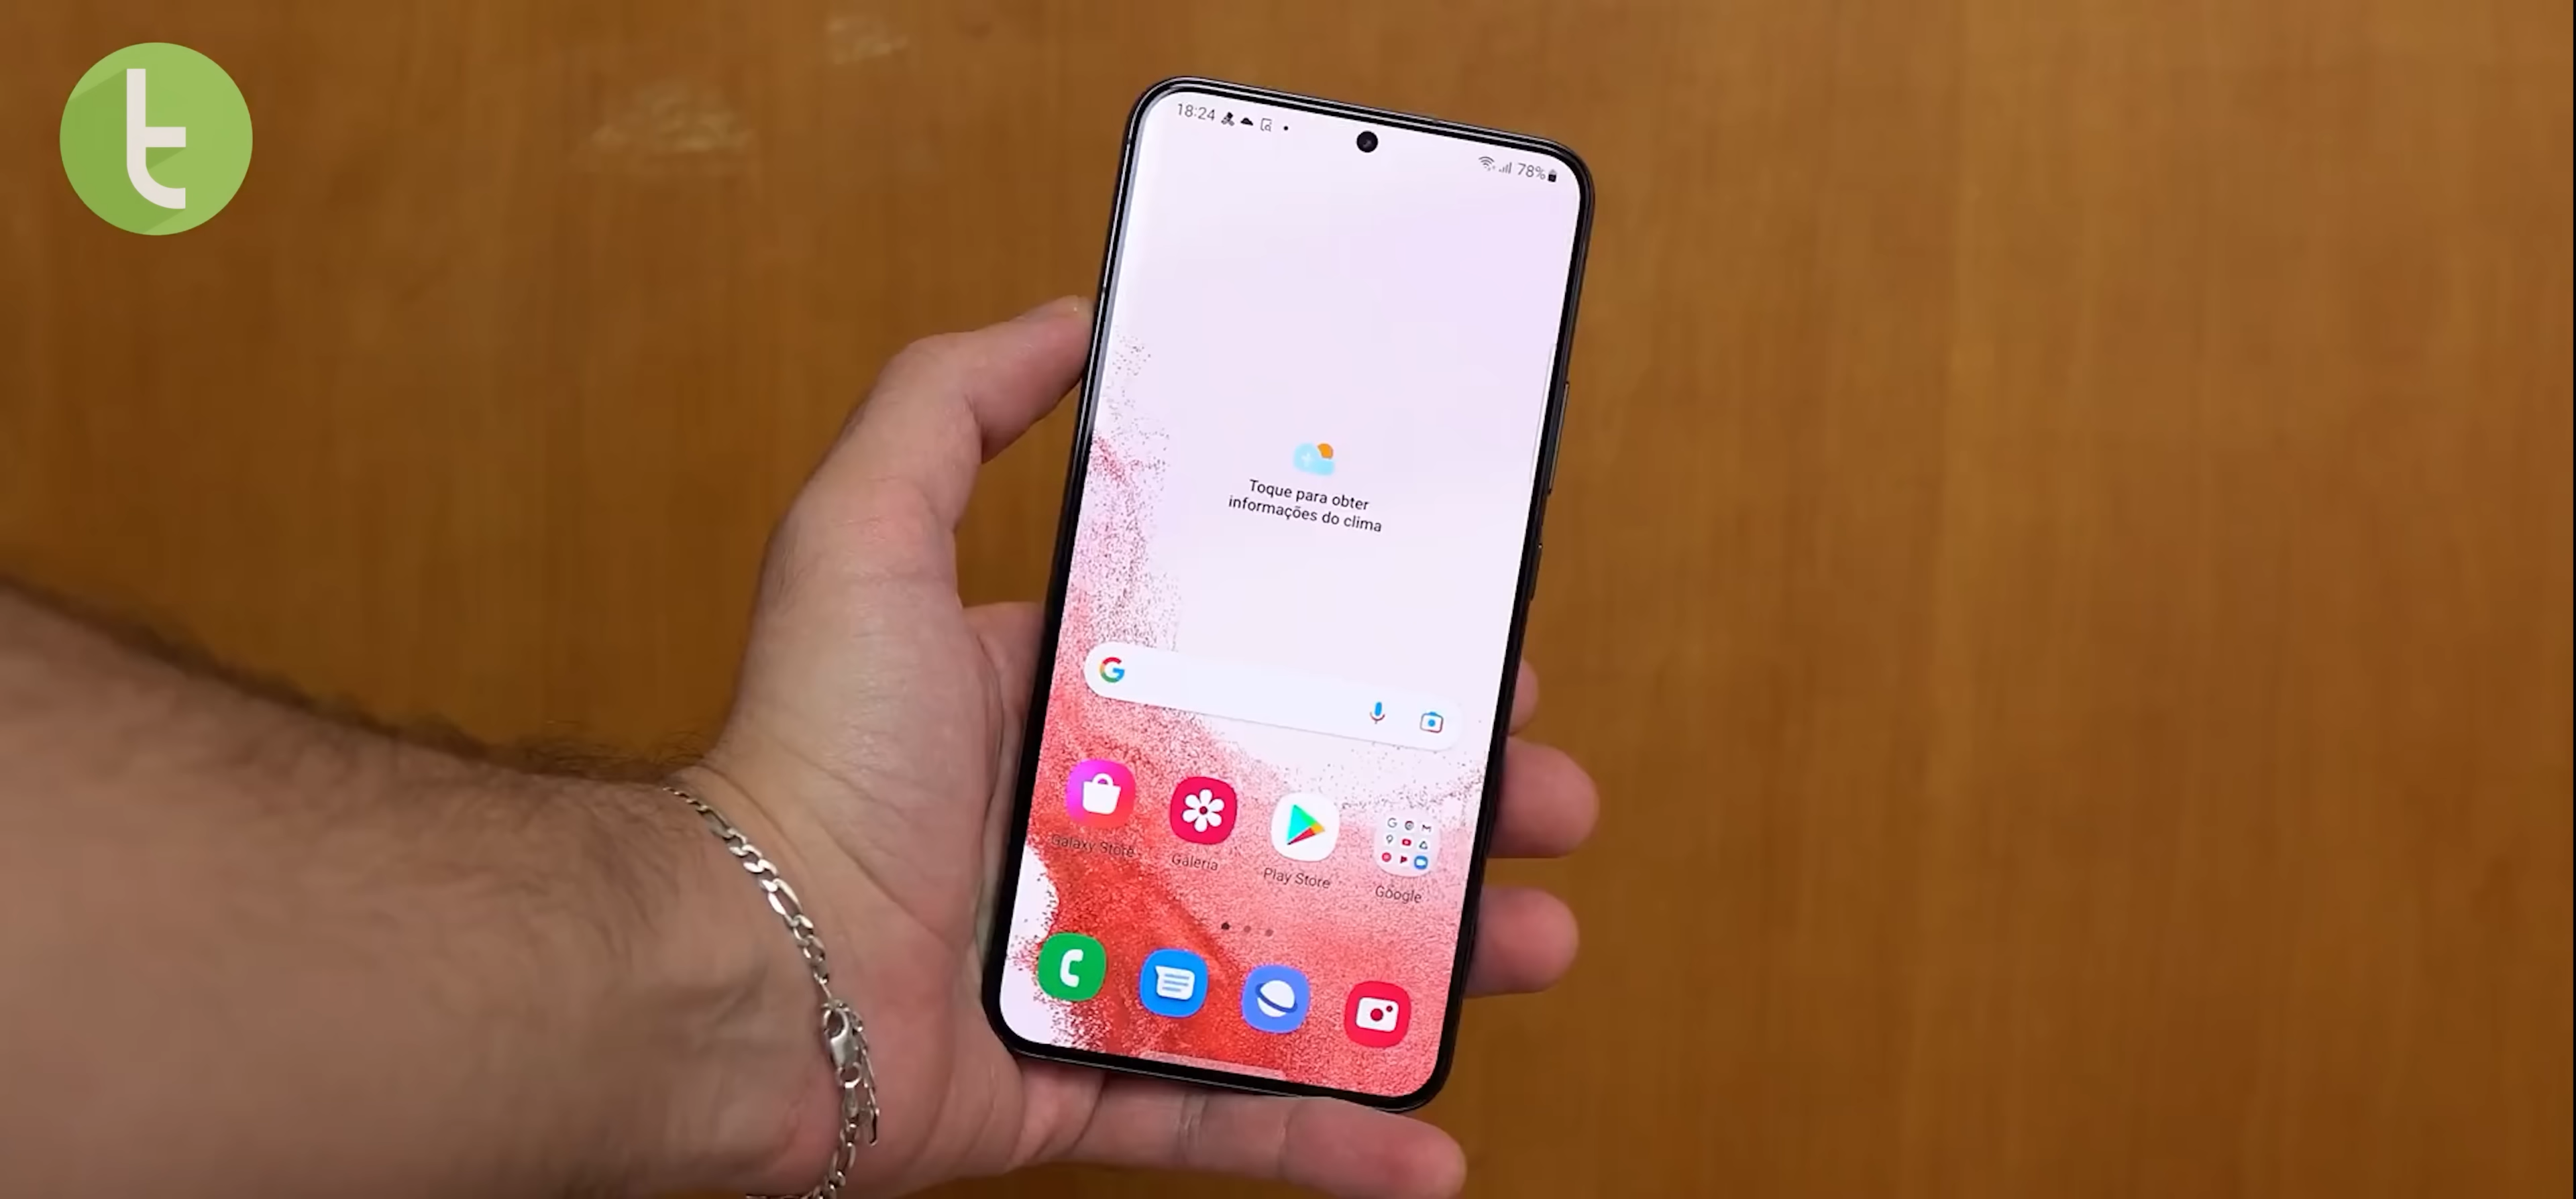 18:24
78%
Toque para obter
informações do clima
Galaxy Store
Galeria
Play Store
Google